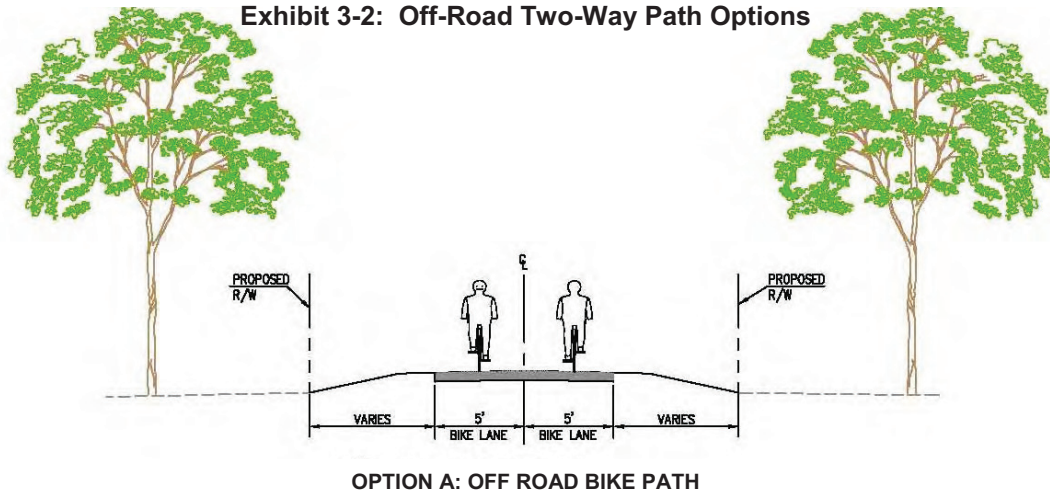 Exhibit 3-2: Off-Road Two-Way Path Options
℄
PROPOSED
R/W
PROPOSED
R/W
VARIES
5'
BIKE LANE
5'
BIKE LANE
VARIES
OPTION A: OFF ROAD BIKE PATH